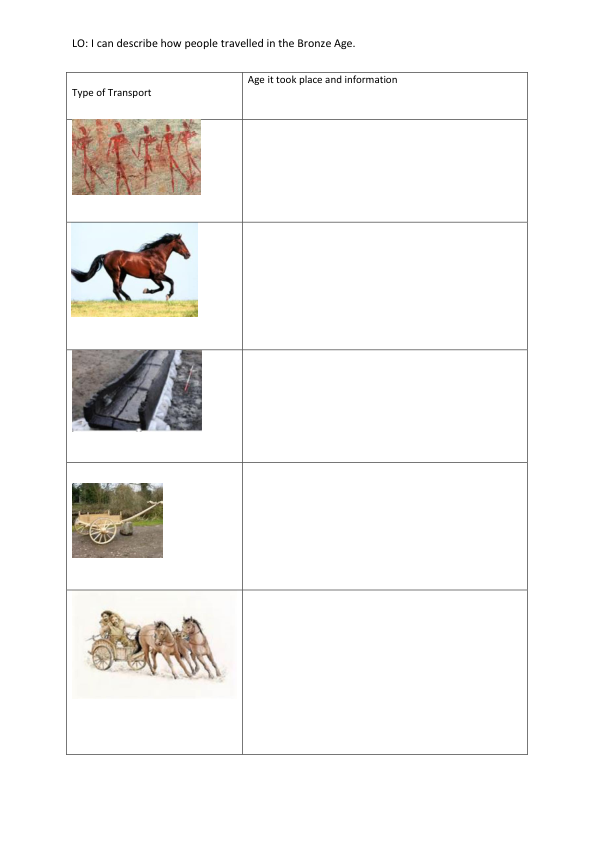 LO: I can describe how people travelled in the Bronze Age.
Type of Transport
Age it took place and information